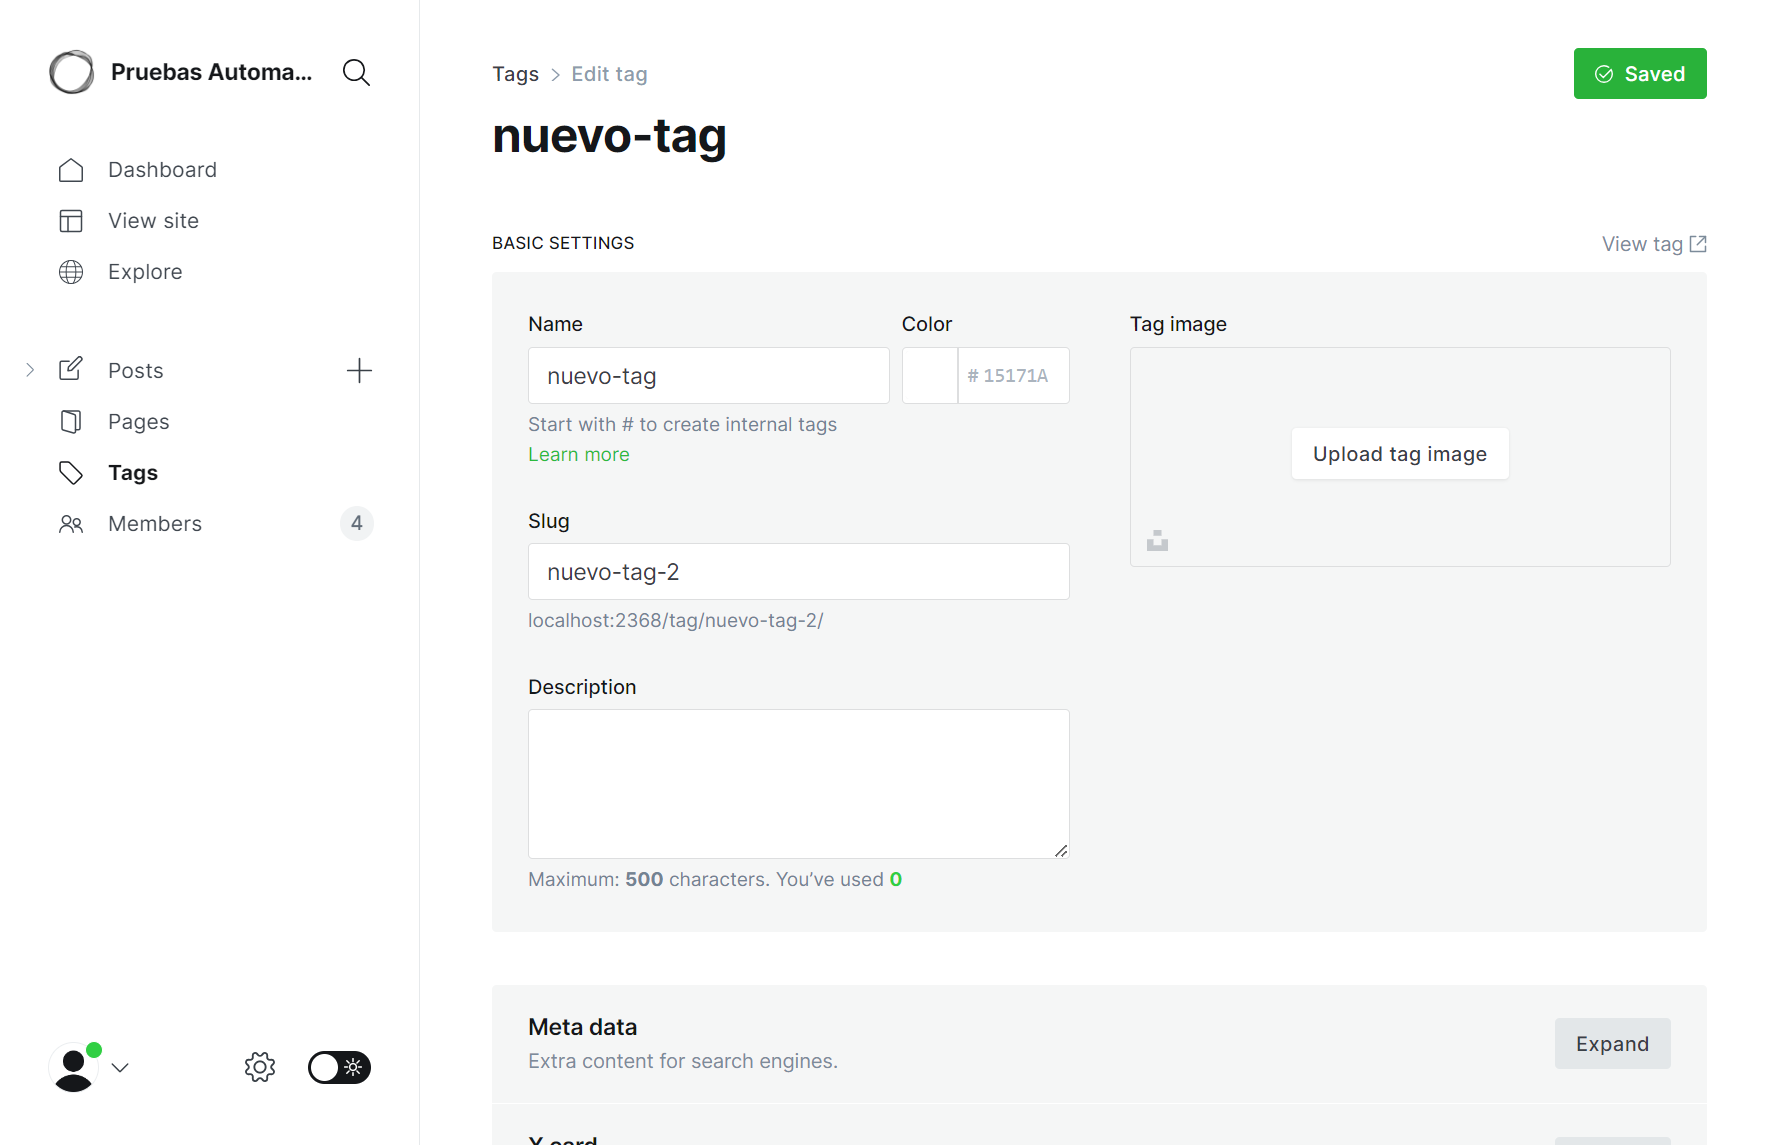 Pruebas Automa...
Dashboard
View site
Explore
Posts
Pages
Tags
Members
4
Tags > Edit tag
Saved
nuevo-tag
BASIC SETTINGS
View tag
Name
nuevo-tag
Start with # to create internal tags
Learn more
Color
# 15171A
Slug
nuevo-tag-2
localhost:2368/tag/nuevo-tag-2/
Description
Maximum: 500 characters. You’ve used 0
Tag image
Upload tag image
Meta data
Extra content for search engines.
Expand
X card